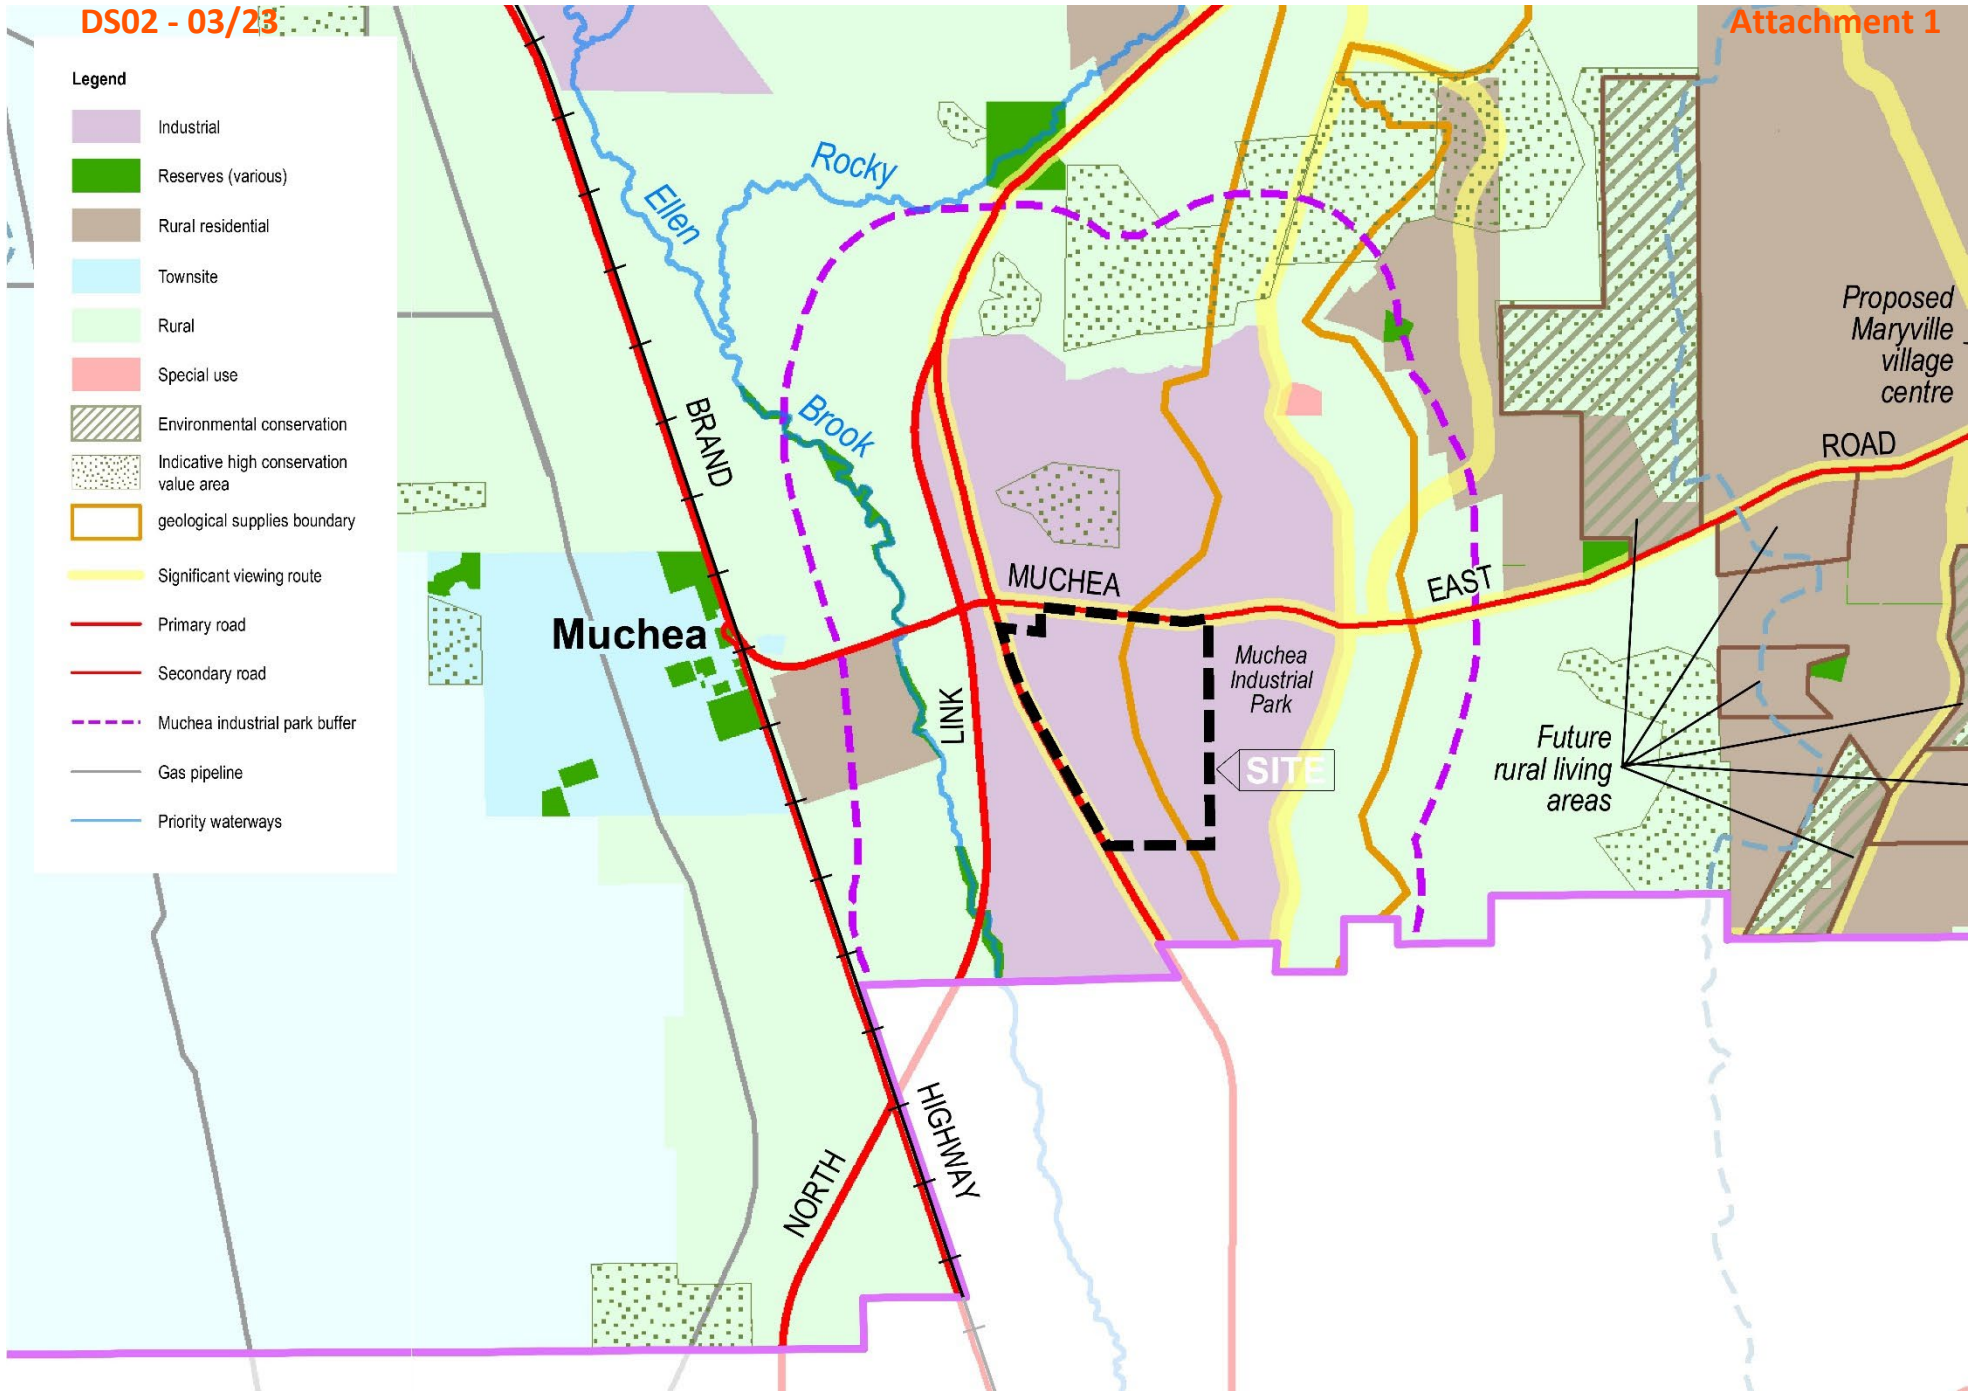 DS02 - 03/23
Attachment 1
Legend
Industrial
Reserves (various)
Rural residential
Townsite
Rural
Special use
Environmental conservation
Indicative high conservation
value area
geological supplies boundary
Significant viewing route
Primary road
Secondary road
Muchea industrial park buffer
Gas pipeline
Priority waterways
Rocky
Ellen
Brook
BRAND
Proposed
Maryville
village
centre
ROAD
MUCHEA
EAST
Muchea
Muchea
Industrial
Park
LINK
SITE
Future
rural living
areas
HIGHWAY
NORTH